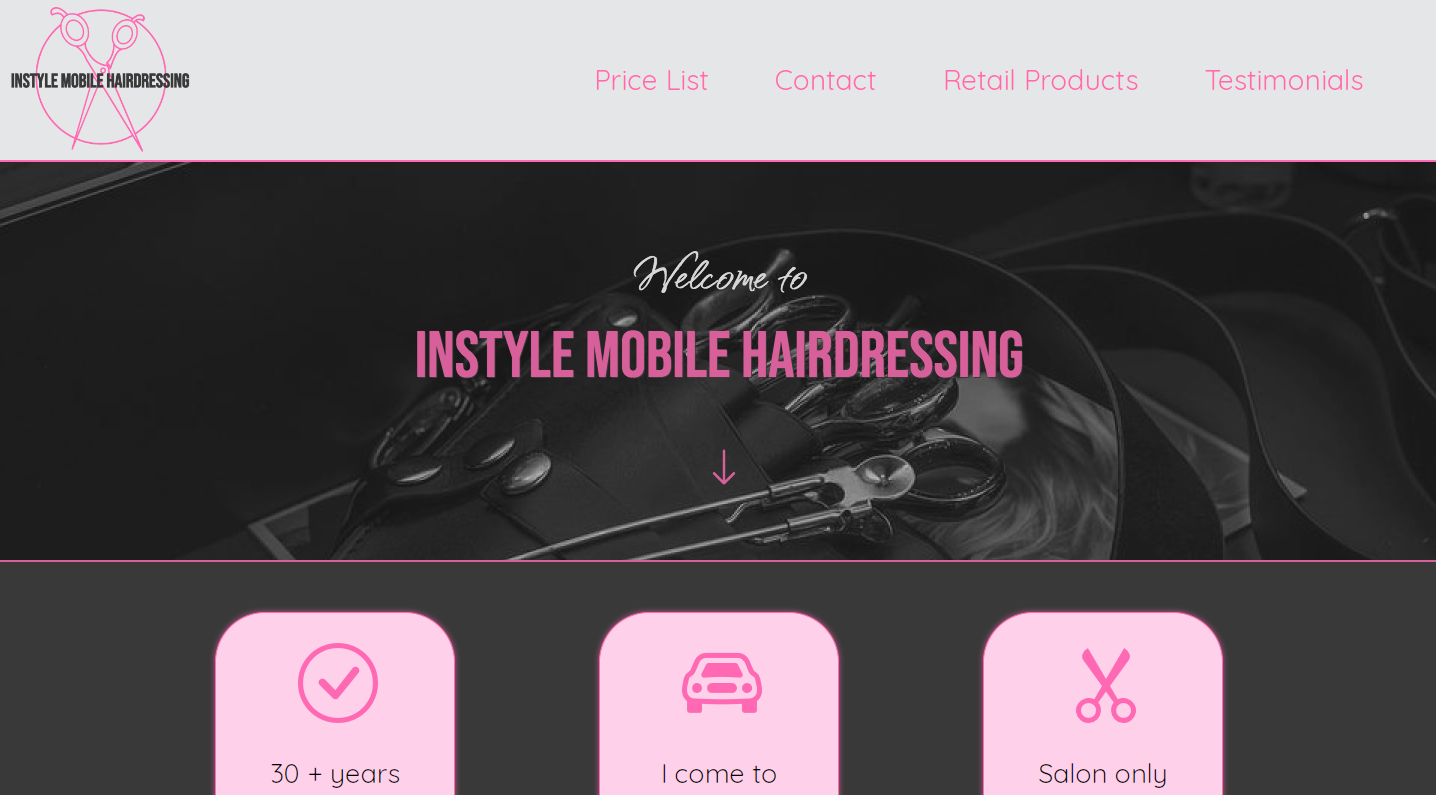 INSTYLE MOBILE HAIRDRESSING
Price List
Contact
Retail Products
Testimonials
Welcome to
INSTYLE MOBILE HAIRDRESSING
30 + years
I come to
Salon only